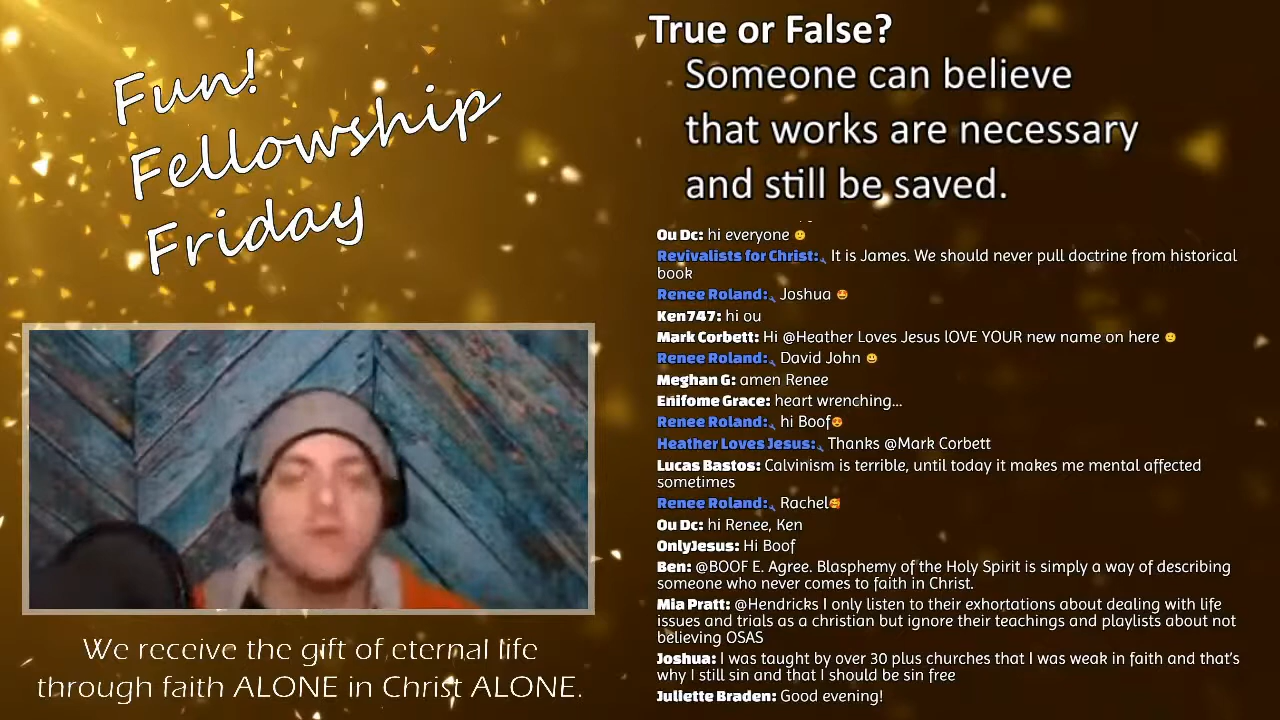 Fun!
Fellowship
Friday
True or False?
Someone can believe
that works are necessary
and still be saved.
Ou Dc: hi everyone
Revivalists for Christ: It is James. We should never pull doctrine from historical
book
Renee Roland: Joshua
Ken747: hi ou
Mark Corbett: Hi @Heather Loves Jesus lOVE YOUR new name on here
Renee Roland: David John
Meghan G: amen Renee
Enifome Grace: heart wrenching...
Renee Roland: hi Boof
Heather Loves Jesus: Thanks @Mark Corbett
Lucas Bastos: Calvinism is terrible, until today it makes me mental affected
sometimes
Renee Roland: Rachel
Ou Dc: hi Renee, Ken
OnlyJesus: Hi Boof
Ben: @BOOF E. Agree. Blasphemy of the Holy Spirit is simply a way of describing
someone who never comes to faith in Christ.
Mia Pratt: @Hendricks I only listen to their exhortations about dealing with life
issues and trials as a christian but ignore their teachings and playlists about not
believing OSAS
Joshua: I was taught by over 30 plus churches that I was weak in faith and that's
why I still sin and that I should be sin free
Juliette Braden: Good evening!
We receive the gift of eternal life
through faith ALONE in Christ ALONE.